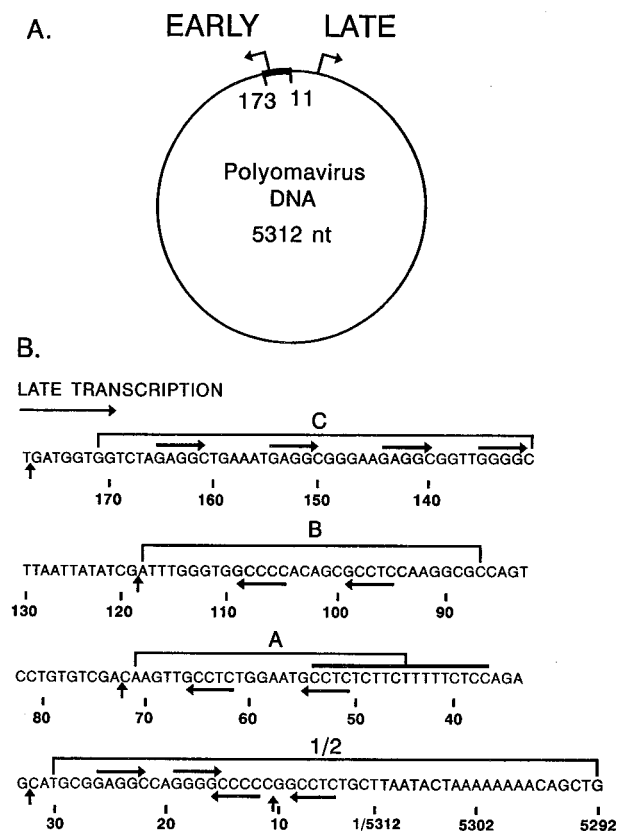 A.
EARLY LATE
173 11
Polyomavirus
DNA
5312 nt
B.
LATE TRANSCRIPTION
C
TGATGGTGGTCTAGAGGCTGAAATGAGGCGGGAAGAGGCGGTTGGGGC
170 160 150 140
B
TTAATTATATCGATTTGGGTGGCCCCACAGCGCCTCCAAGGCGCCAGT
130 120 110 100 90
A
CCTGTGTCGACAAGTTGCCTCTGGAATGCCTCTCTTCTTTTTCTCCAGA
80 70 60 50 40
1/2
GCATGCGGAGGCCAGGGGCCCCCGGCCTCTGCTTAATACTAAAAAAAACAGCTG
30 20 10 1/5312 5302 5292